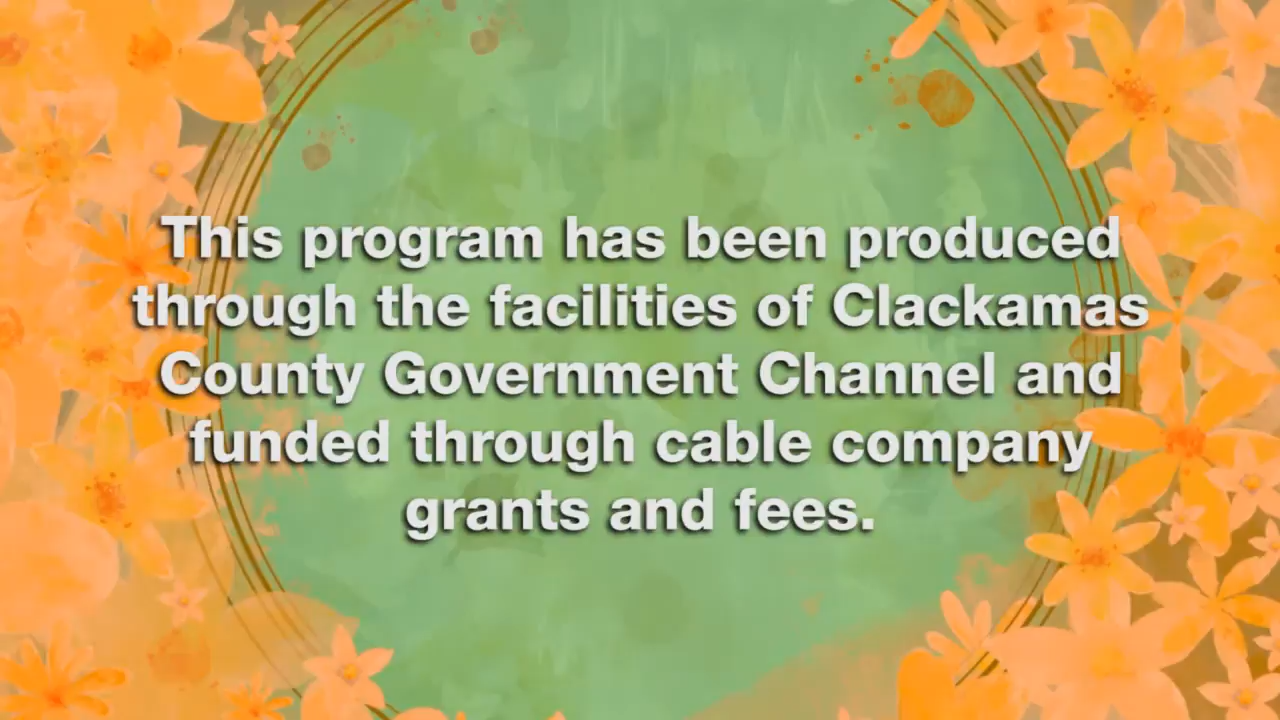 This program has been produced
through the facilities of Clackamas
County Government Channel and
funded through cable company
grants and fees.